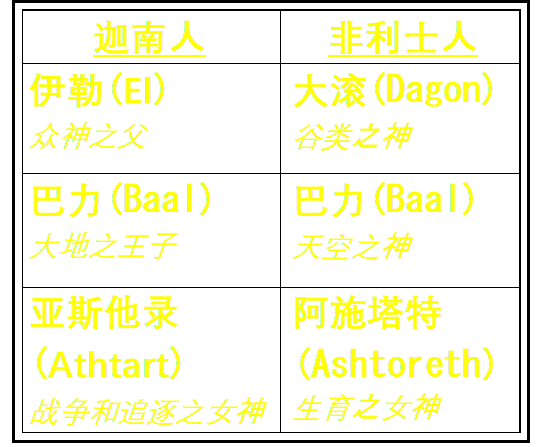 迦南人
非利士人
伊勒(El)
众神之父
大滚(Dagon)
谷类之神
巴力(Baal)
大地之王子
巴力(Baal)
天空之神
亚斯他录
(Athtart)
战争和追逐之女神
阿施塔特
(Ashtoreth)
生育之女神